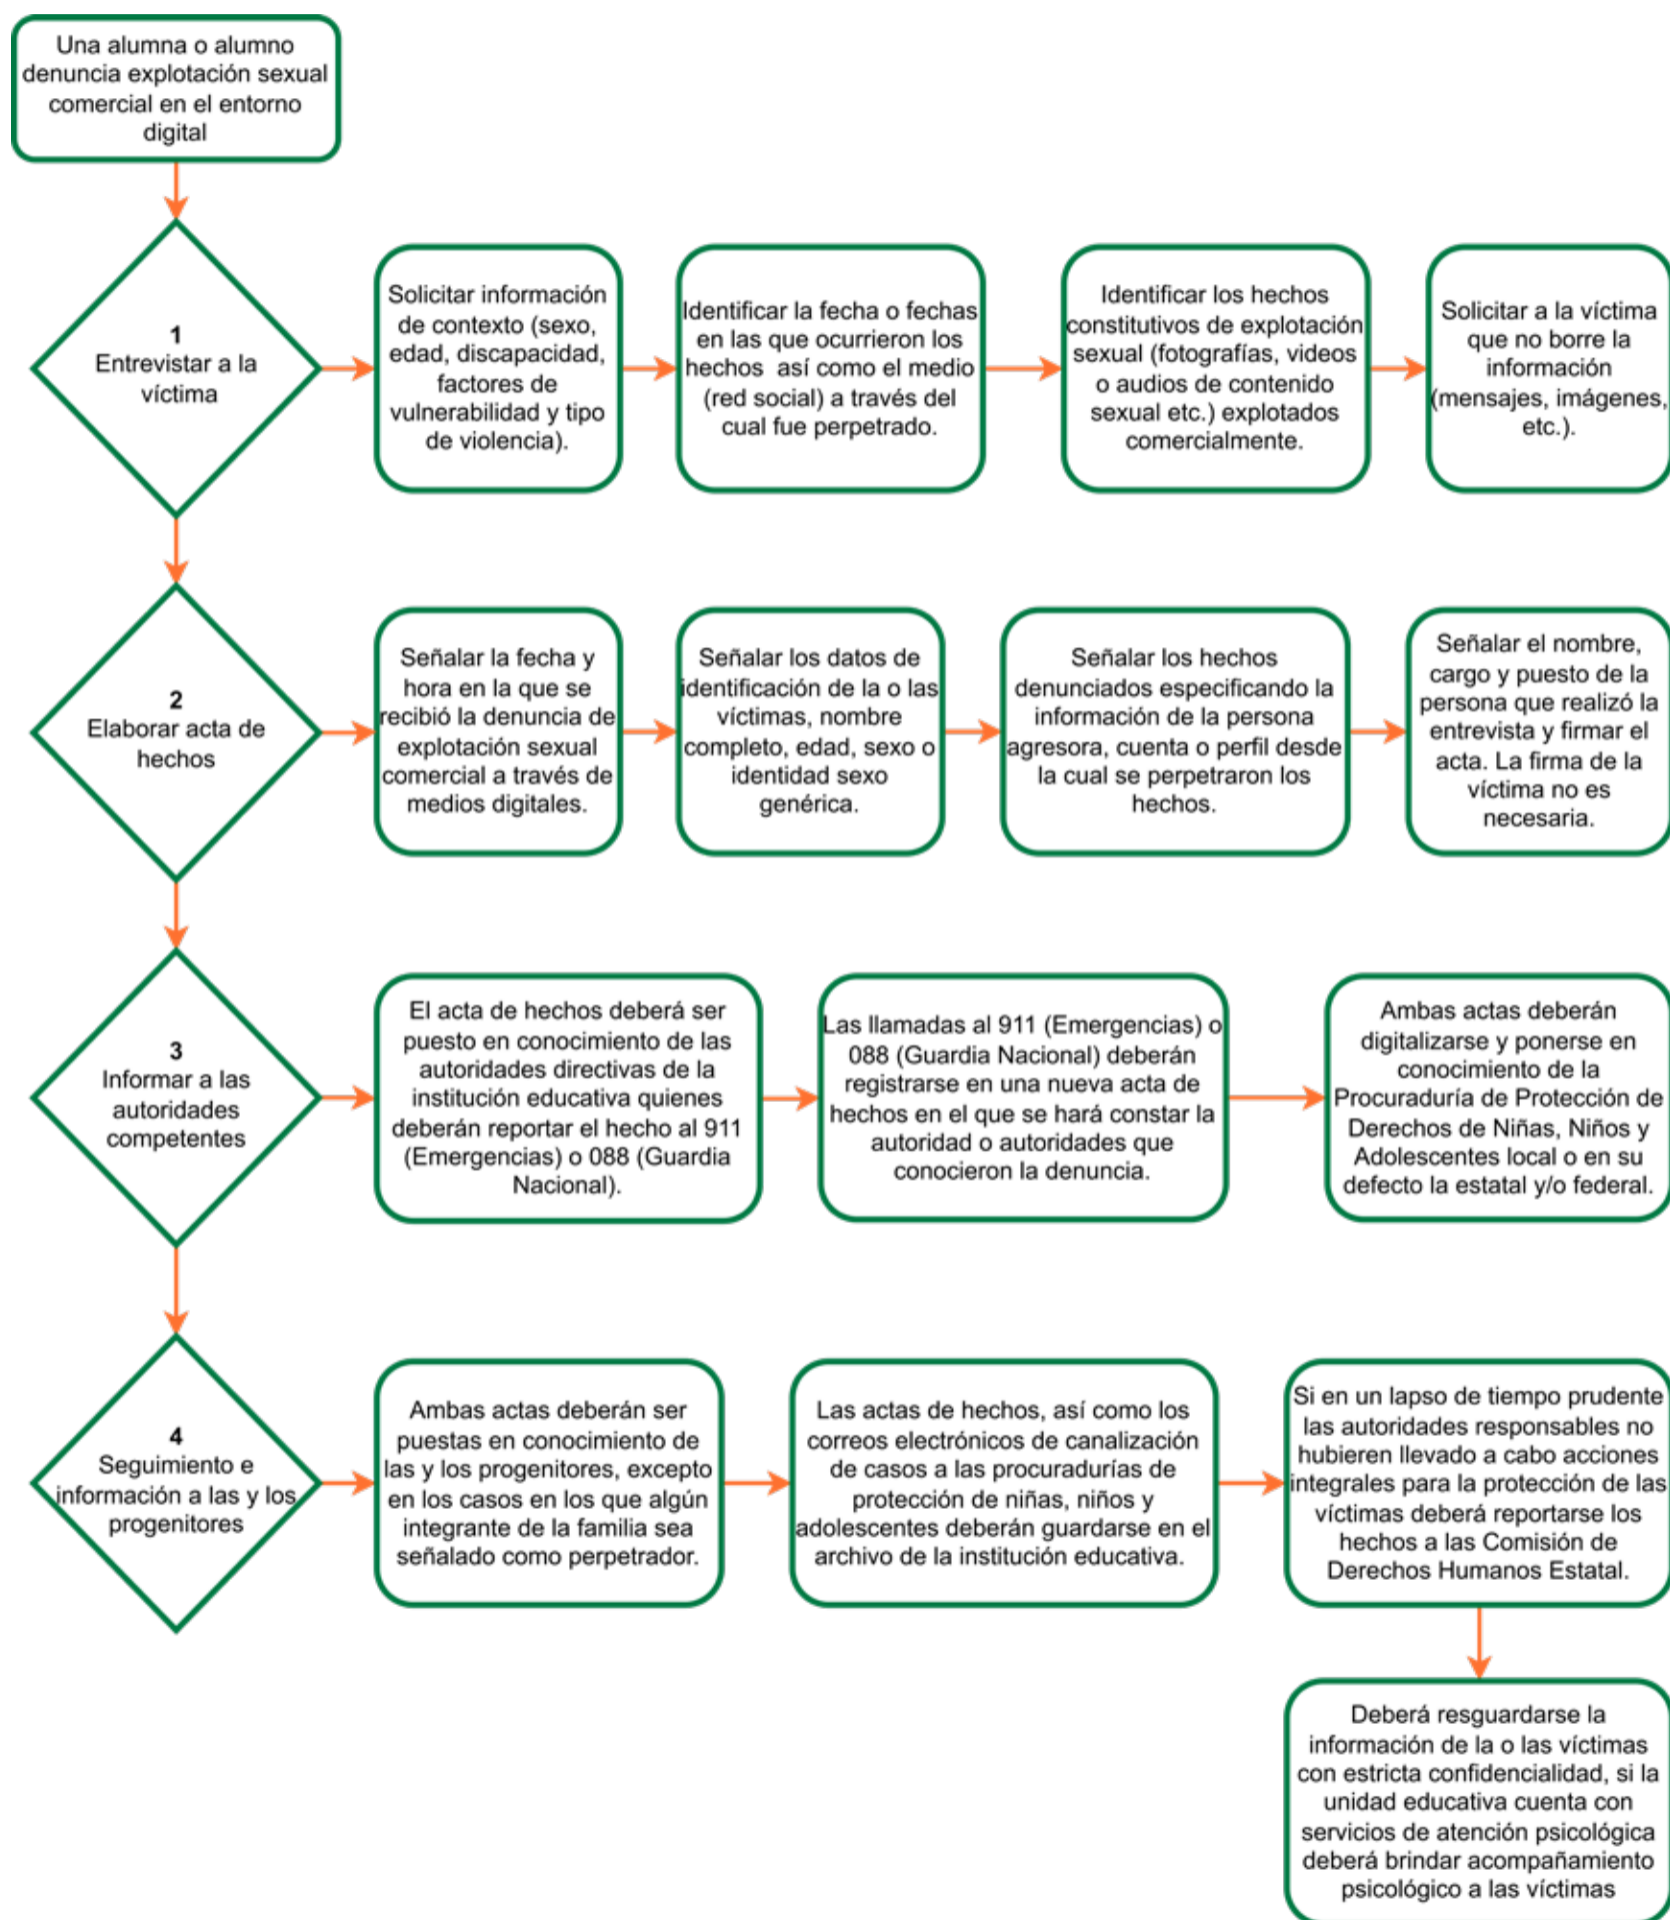 Una alumna o alumno
denuncia explotación sexual
comercial en el entorno
digital
1
Entrevistar a la
víctima
Solicitar información
de contexto (sexo,
edad, discapacidad,
factores de
vulnerabilidad y tipo
de violencia).
Identificar la fecha o fechas
en las que ocurrieron los
hechos así como el medio
(red social) a través del
cual fue perpetrado.
Identificar los hechos
constitutivos de explotación
sexual (fotografías, videos
o audios de contenido
sexual etc.) explotados
comercialmente.
Solicitar a la víctima
que no borre la
información
(mensajes, imágenes,
etc.).
2
Elaborar acta de
hechos
Señalar la fecha y
hora en la que se
recibió la denuncia de
explotación sexual
comercial a través de
medios digitales.
Señalar los datos de
identificación de la o las
víctimas, nombre
completo, edad, sexo o
identidad sexo
genérica.
Señalar los hechos
denunciados especificando la
información de la persona
agresora, cuenta o perfil desde
la cual se perpetraron los
hechos.
Señalar el nombre,
cargo y puesto de la
persona que realizó la
entrevista y firmar el
acta. La firma de la
víctima no es
necesaria.
3
Informar a las
autoridades
competentes
El acta de hechos deberá ser
puesto en conocimiento de las
autoridades directivas de la
institución educativa quienes
deberán reportar el hecho al 911
(Emergencias) o 088 (Guardia
Nacional).
Las llamadas al 911 (Emergencias) o
088 (Guardia Nacional) deberán
registrarse en una nueva acta de
hechos en el que se hará constar la
autoridad o autoridades que
conocieron la denuncia.
Ambas actas deberán
digitalizarse y ponerse en
conocimiento de la
Procuraduría de Protección de
Derechos de Niñas, Niños y
Adolescentes local o en su
defecto la estatal y/o federal.
4
Seguimiento e
información a las y los
progenitores
Ambas actas deberán ser
puestas en conocimiento de
las y los progenitores, excepto
en los casos en los que algún
integrante de la familia sea
señalado como perpetrador.
Las actas de hechos, así como los
correos electrónicos de canalización
de casos a las procuradurías de
protección de niñas, niños y
adolescentes deberán guardarse en el
archivo de la institución educativa.
Si en un lapso de tiempo prudente
las autoridades responsables no
hubieren llevado a cabo acciones
integrales para la protección de las
víctimas deberá reportarse los
hechos a las Comisión de
Derechos Humanos Estatal.
Deberá resguardarse la
información de la o las víctimas
con estricta confidencialidad, si la
unidad educativa cuenta con
servicios de atención psicológica
deberá brindar acompañamiento
psicológico a las víctimas